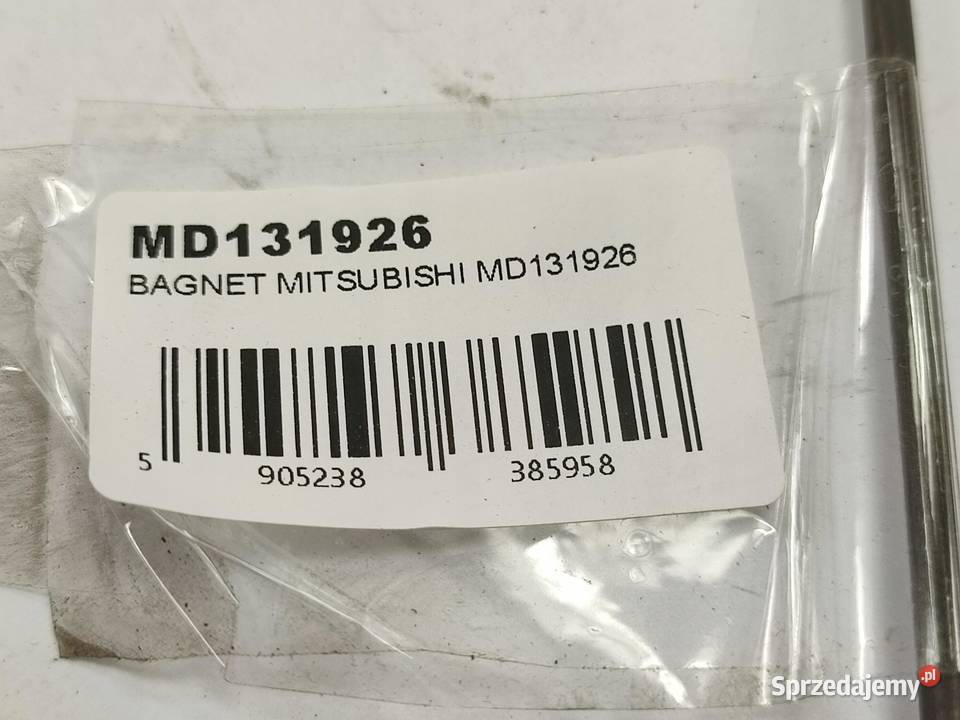 MD131926
BAGNET MITSUBISHI MD131926
5 905238 385958
Sprzedajemy.pl